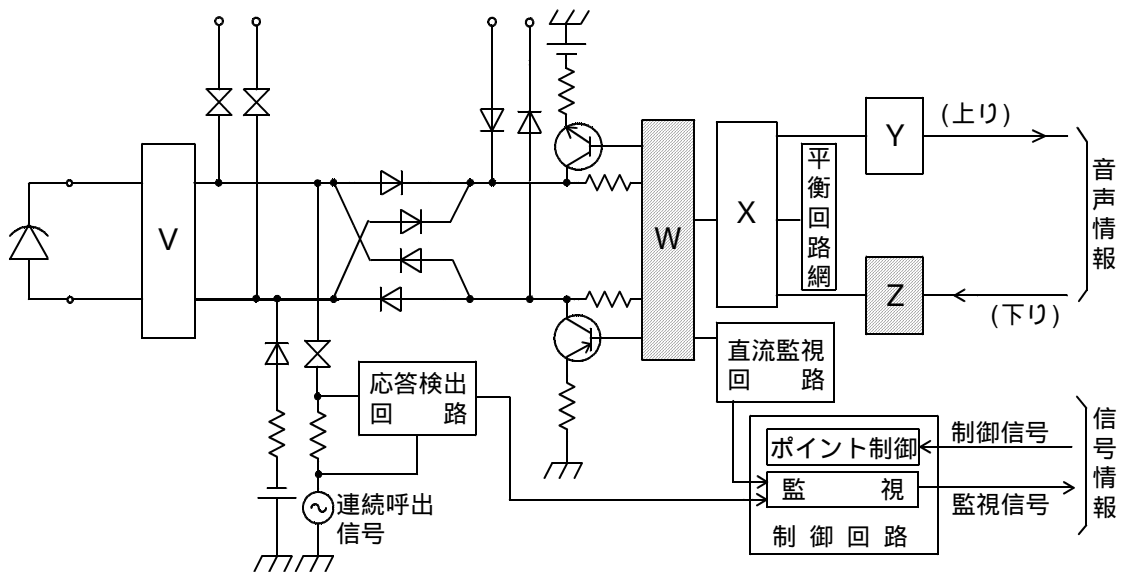 V
W
X
Y
Z
平衡回路網
(上り)
(下り)
音声情報
直流監視
回 路
応答検出
回 路
連続呼出
信号
ポイント制御
監 視
制 御 回 路
制御信号
監視信号
信号情報